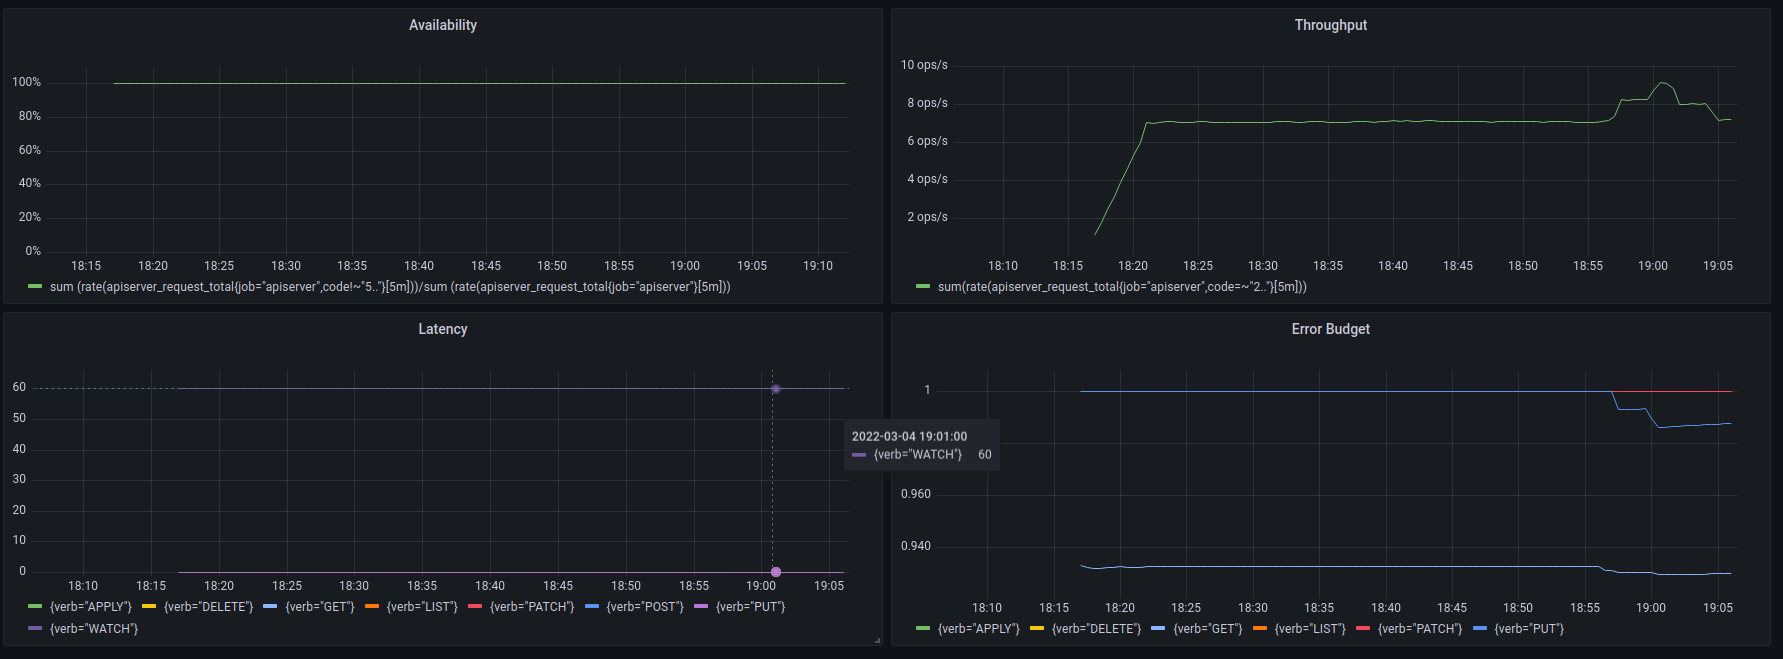 Availability
100%
80%
60%
40%
20%
0%
18:15 18:20 18:25 18:30 18:35 18:40 18:45 18:50 18:55 19:00 19:05 19:10
sum (rate(apiserver_request_total{job="apiserver",code!~"5.."}[5m]))/sum (rate(apiserver_request_total{job="apiserver"}[5m]))
Throughput
10 ops/s
8 ops/s
6 ops/s
4 ops/s
2 ops/s
18:10 18:15 18:20 18:25 18:30 18:35 18:40 18:45 18:50 18:55 19:00 19:05
sum(rate(apiserver_request_total{job="apiserver",code=~"2.."}[5m]))
Latency
60
50
40
30
20
10
0
18:10 18:15 18:20 18:25 18:30 18:35 18:40 18:45 18:50 18:55 19:00 19:05
{verb="APPLY"} {verb="DELETE"} {verb="GET"} {verb="LIST"} {verb="PATCH"} {verb="POST"} {verb="PUT"}
{verb="WATCH"}
2022-03-04 19:01:00
{verb="WATCH"} 60
Error Budget
1
0.960
0.940
18:10 18:15 18:20 18:25 18:30 18:35 18:40 18:45 18:50 18:55 19:00 19:05
{verb="APPLY"} {verb="DELETE"} {verb="GET"} {verb="LIST"} {verb="PATCH"} {verb="PUT"}